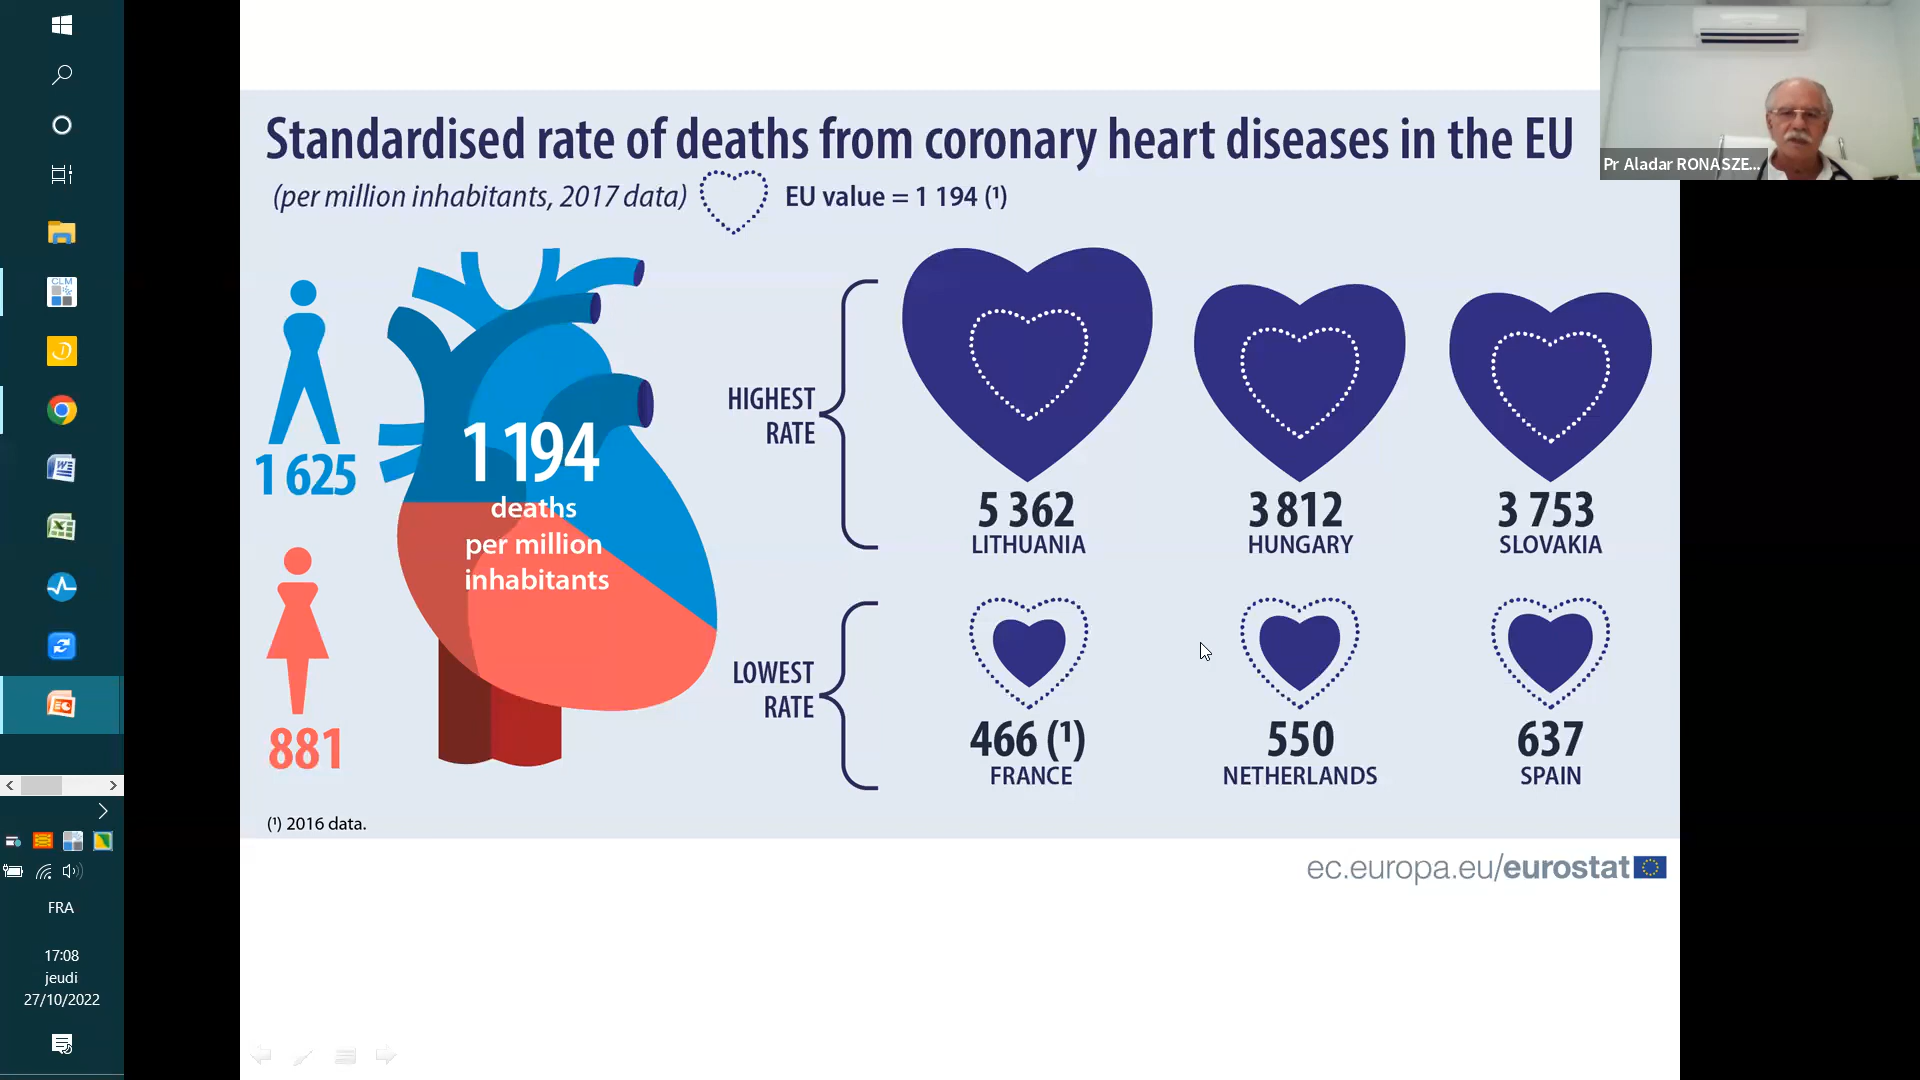 Standardised rate of deaths from coronary heart diseases in the EU
(per million inhabitants, 2017 data)
EU value = 1 194 (¹)
Pr Aladar RONASZE...
1 625
881
1 194
deaths
per million
inhabitants
HIGHEST
RATE
5 362
LITHUANIA
3 812
HUNGARY
3 753
SLOVAKIA
LOWEST
RATE
466 (¹)
FRANCE
550
NETHERLANDS
637
SPAIN
(¹) 2016 data.
ec.europa.eu/eurostat
CLM
FRA
17:08
jeudi
27/10/2022